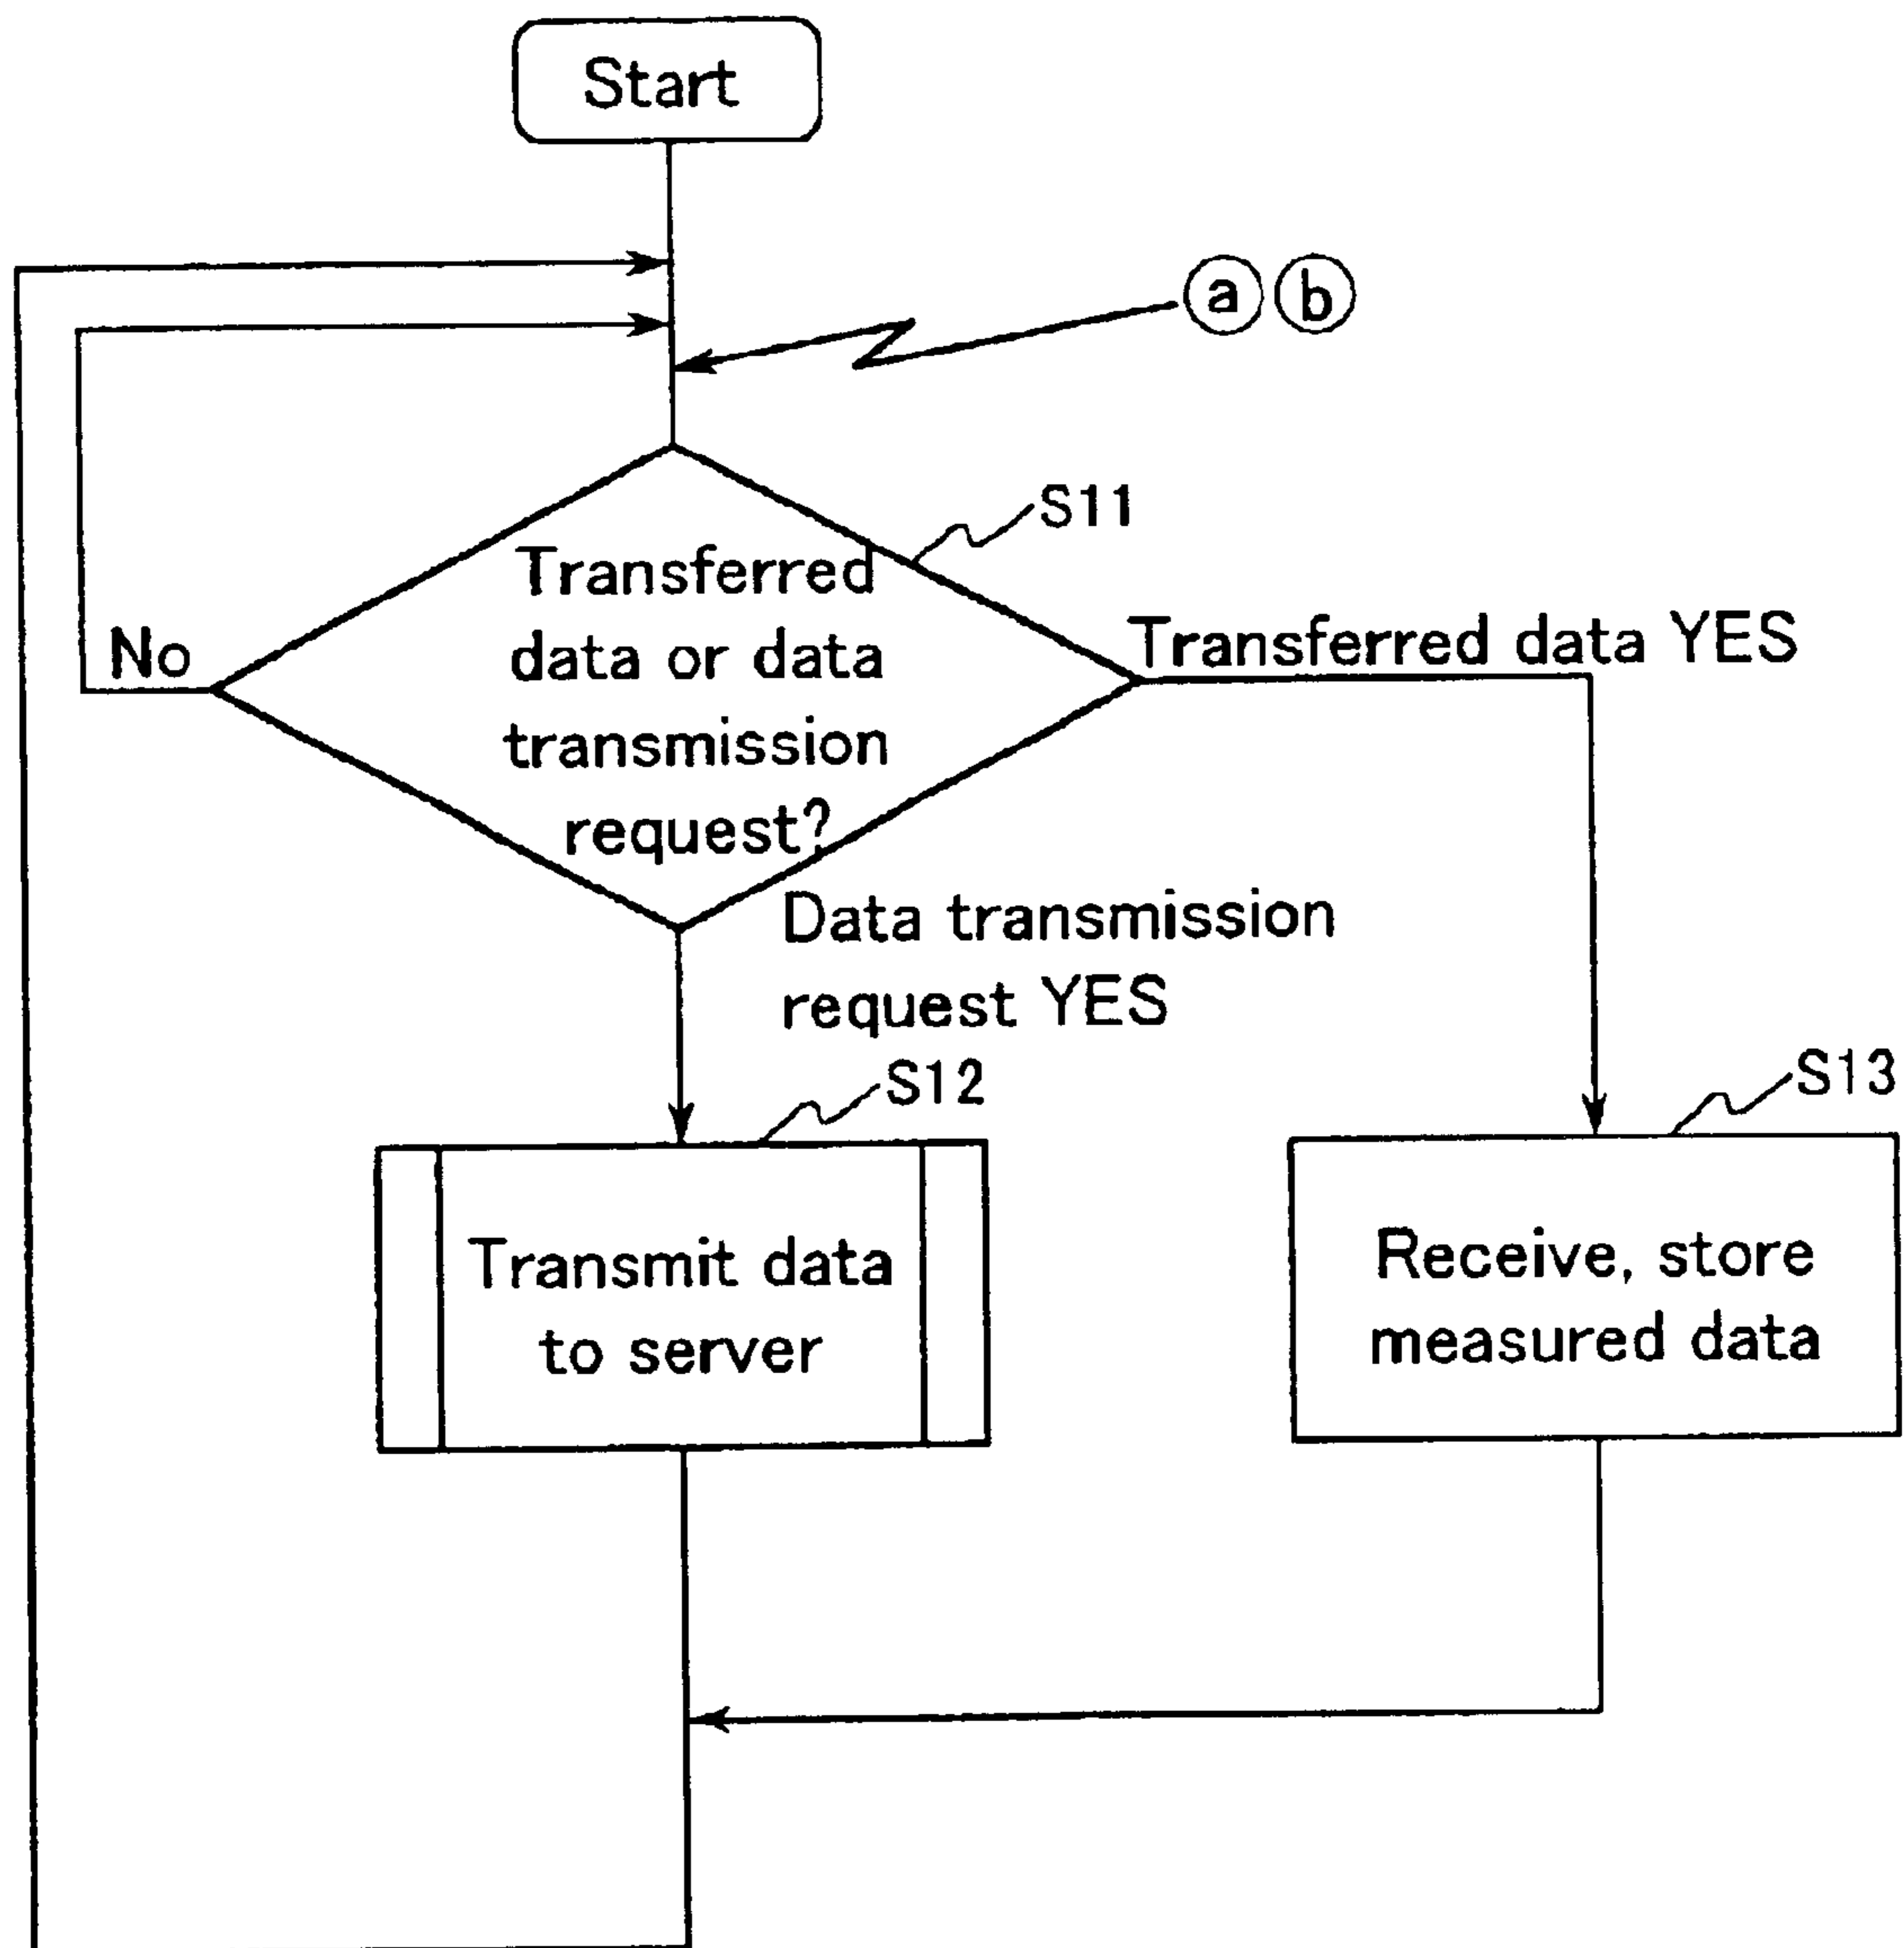 Start
a b
S11
Transferred
data or data
transmission
request?
No
Transferred data YES
Data transmission
request YES
S12
S13
Transmit data
to server
Receive, store
measured data